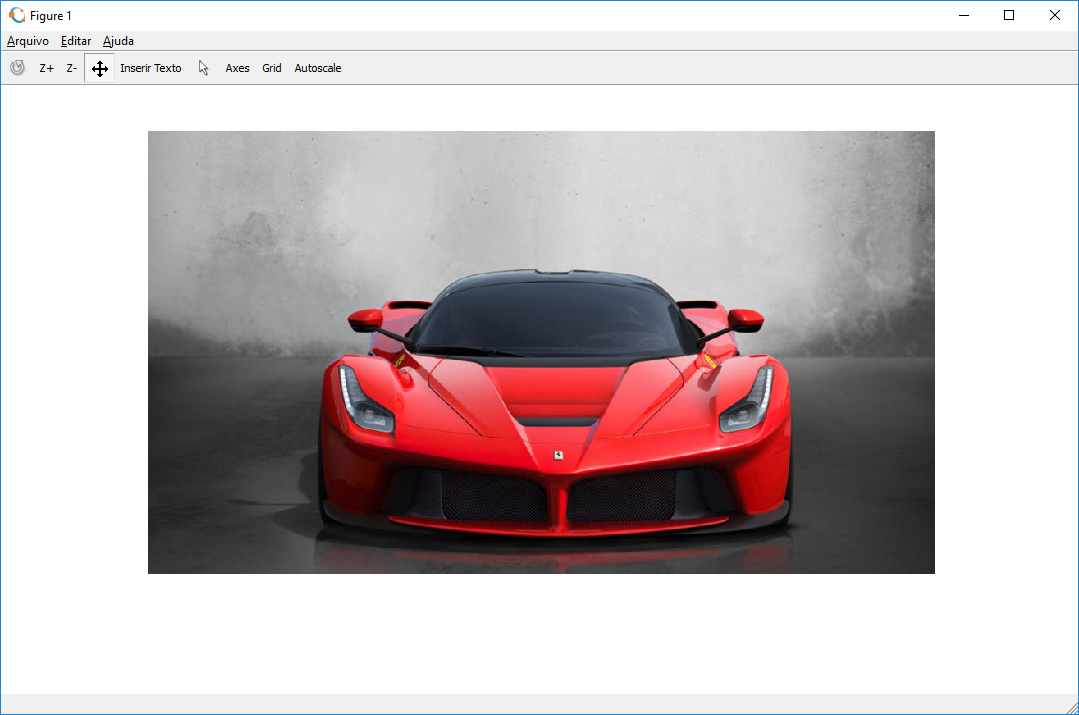 Figure 1
Arquivo Editar Ajuda
Z+ Z- Inserir Texto Axes Grid Autoscale